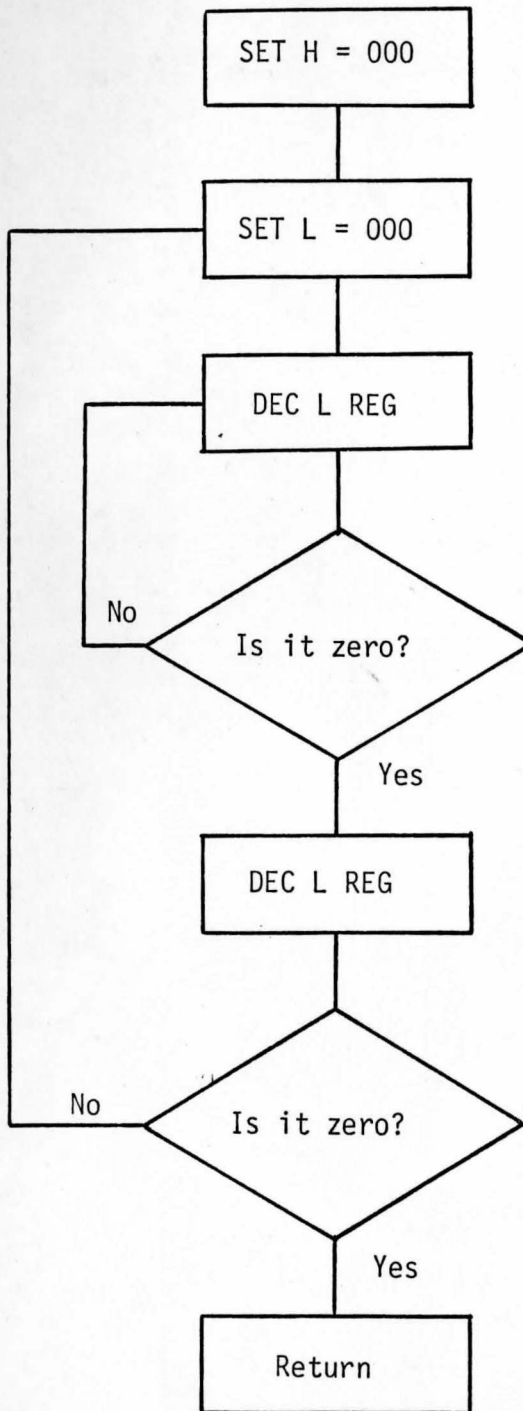 SET H = 000
SET L = 000
DEC L REG
Is it zero?
No
Yes
DEC L REG
Is it zero?
No
Yes
Return